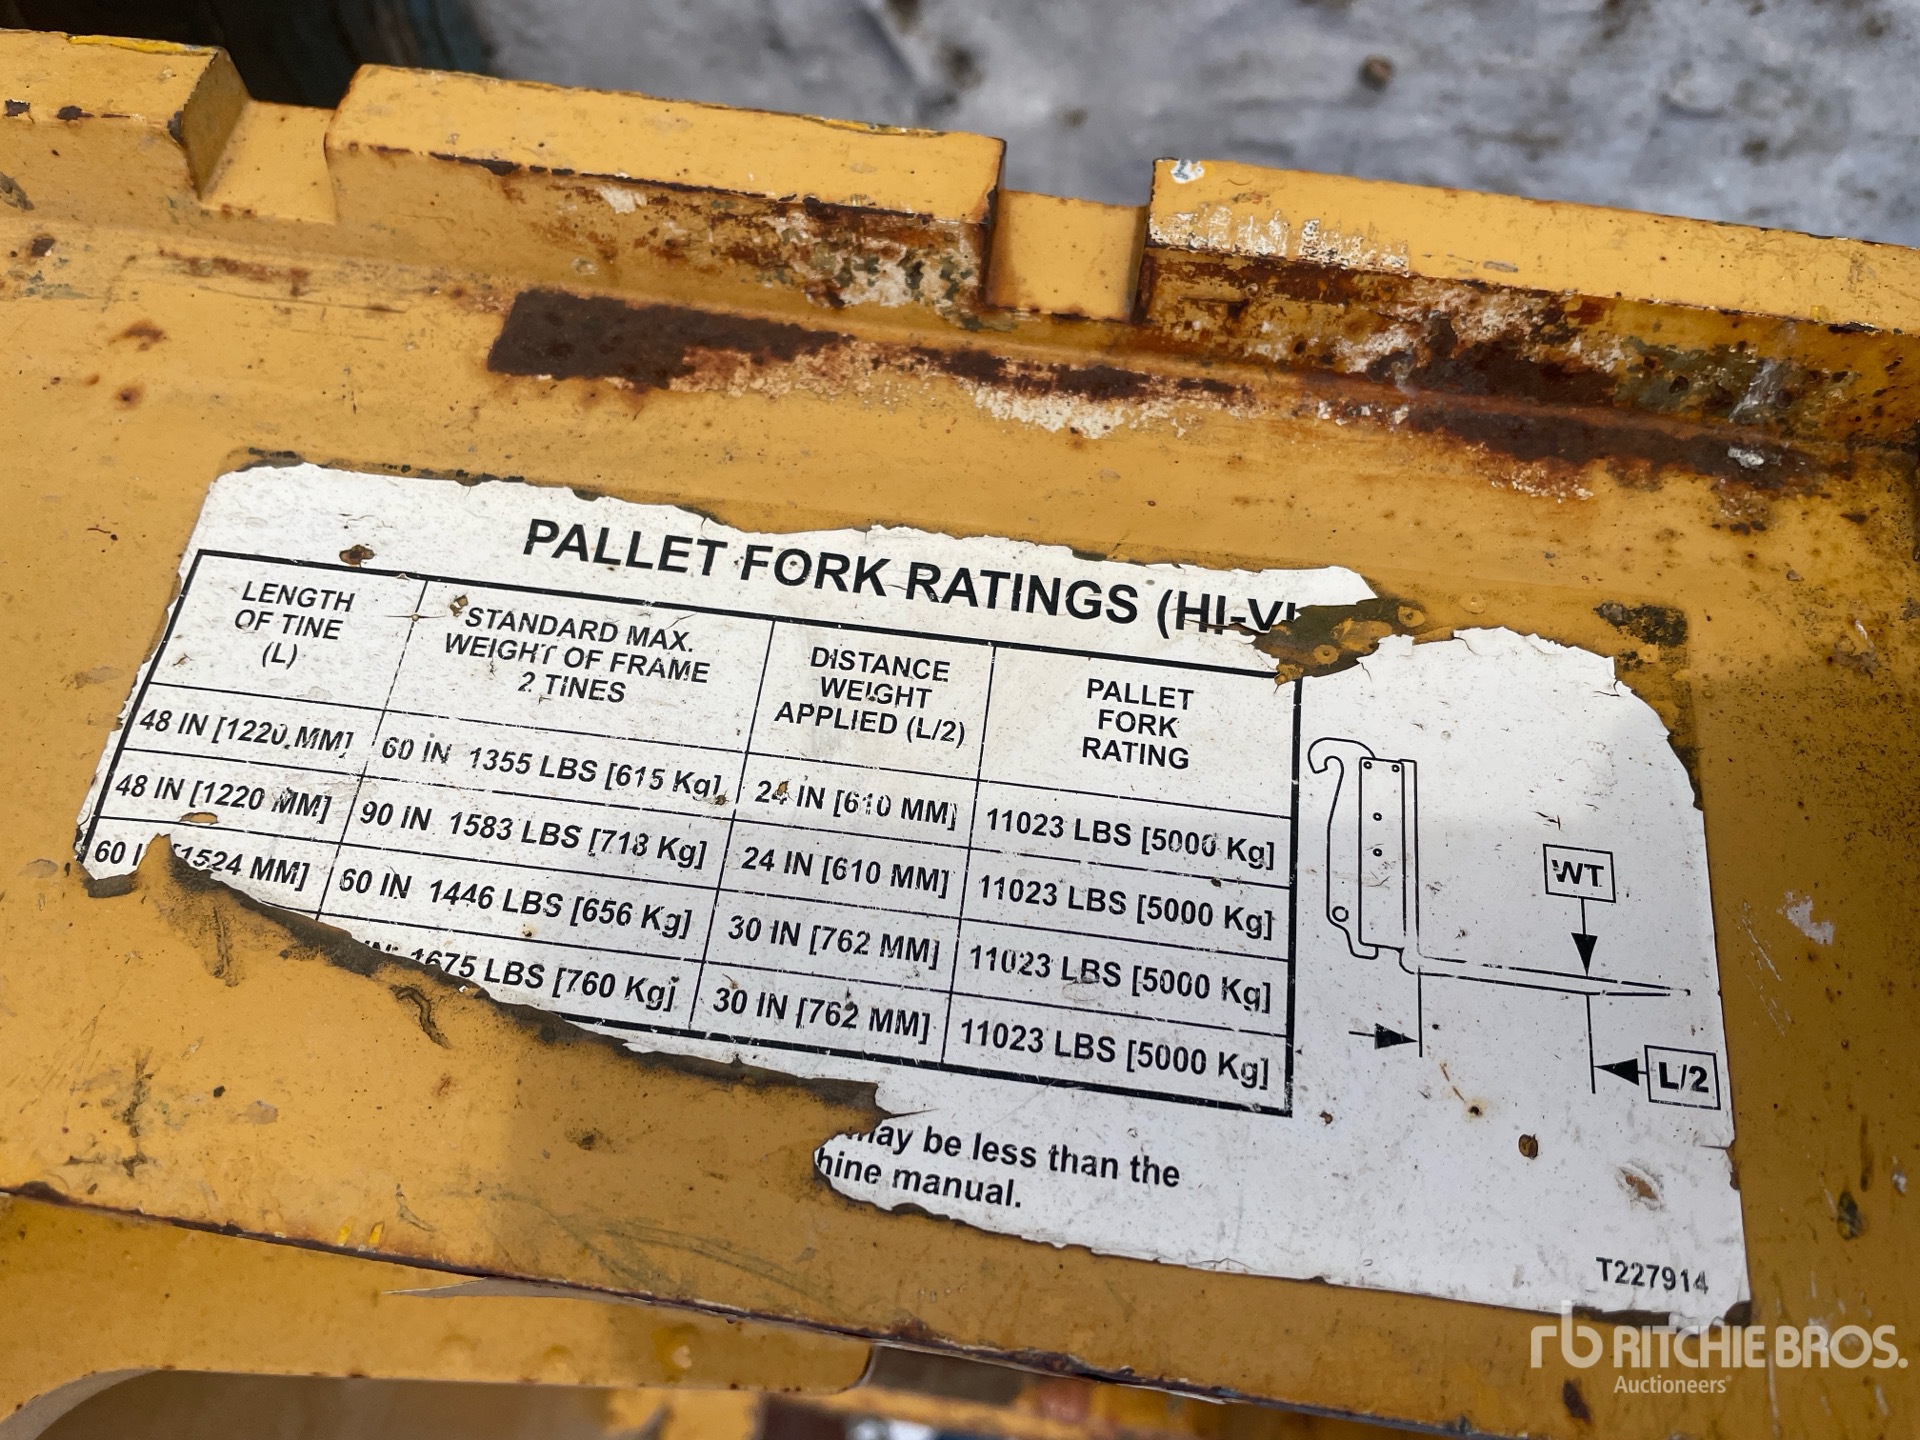 PALLET FORK RATINGS (HI-VI
LENGTH
OF TINE
(L)
STANDARD MAX.
WEIGHT OF FRAME
2 TINES
DISTANCE
WEIGHT
APPLIED (L/2)
PALLET
FORK
RATING
48 IN [1220 MM] 60 IN 1355 LBS [615 Kg] 24 IN [610 MM] 11023 LBS [5000 Kg]
48 IN [1220 MM] 90 IN 1583 LBS [718 Kg] 24 IN [610 MM] 11023 LBS [5000 Kg]
60 I [1524 MM] 60 IN 1446 LBS [656 Kg] 30 IN [762 MM] 11023 LBS [5000 Kg]
IN 1675 LBS [760 Kg] 30 IN [762 MM] 11023 LBS [5000 Kg]
WT
L/2
may be less than the
hine manual.
T227914
rb RITCHIE BROS.
Auctioneers